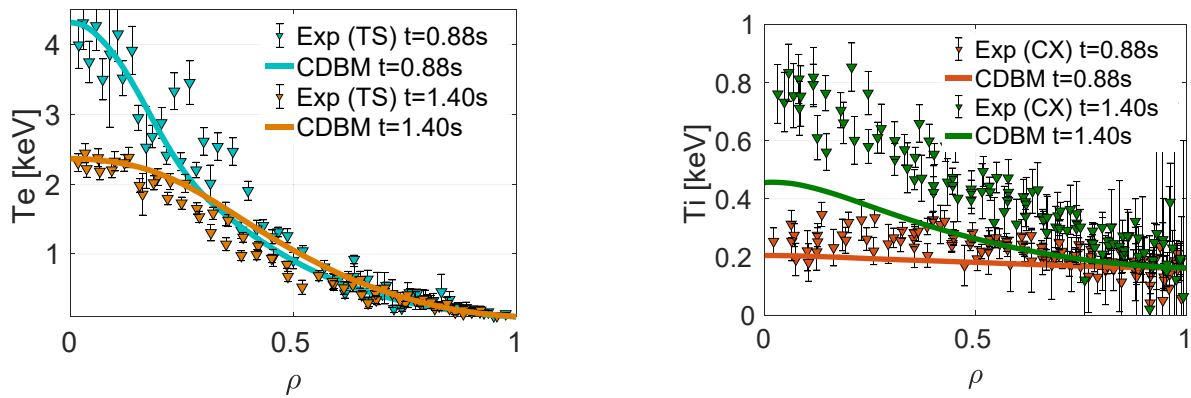 4
3
2
1
Te [keV]
0
0.5
1
ρ
Exp (TS) t=0.88s
CDBM t=0.88s
Exp (TS) t=1.40s
CDBM t=1.40s
1
0.8
0.6
0.4
0.2
0
Ti [keV]
0
0.5
1
ρ
Exp (CX) t=0.88s
CDBM t=0.88s
Exp (CX) t=1.40s
CDBM t=1.40s